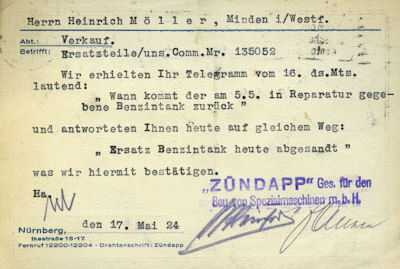 Herrn Heinrich Möller, Minden i/Westf.
Abt.: Verkauf.
Betrifft: Ersatzteile/uns.Comm.Nr. 135052
Wir erhielten Ihr Telegramm vom 16. ds.Mts.
lautend:
„ Wann kommt der am 5.5. in Reparatur gege-
bene Benzintank zurück "
und antworteten Ihnen heute auf gleichem Weg:
„ Ersatz Benzintank heute abgesandt "
was wir hiermit bestätigen.
Ha.
„ZÜNDAPP" Ges. für den
Bau von Spezialmaschinen m. b. H.
den 17. Mai 24
Nürnberg,
Fernruf 12200-12204 - Drahtanschrift: Zündapp